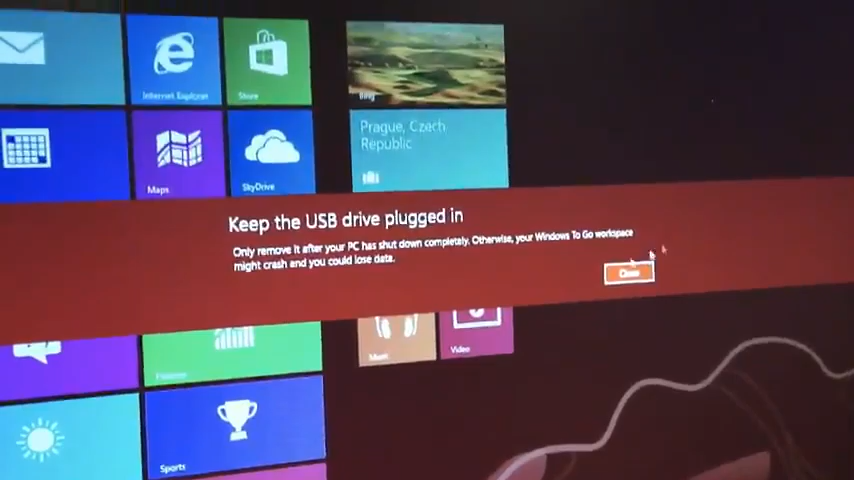 Internet Explorer
Store
Bing
Prague, Czech
Republic
Maps
SkyDrive
Keep the USB drive plugged in
Only remove it after your PC has shut down completely. Otherwise, your Windows To Go workspace
might crash and you could lose data.
Close
Music
Video
Finance
Sports